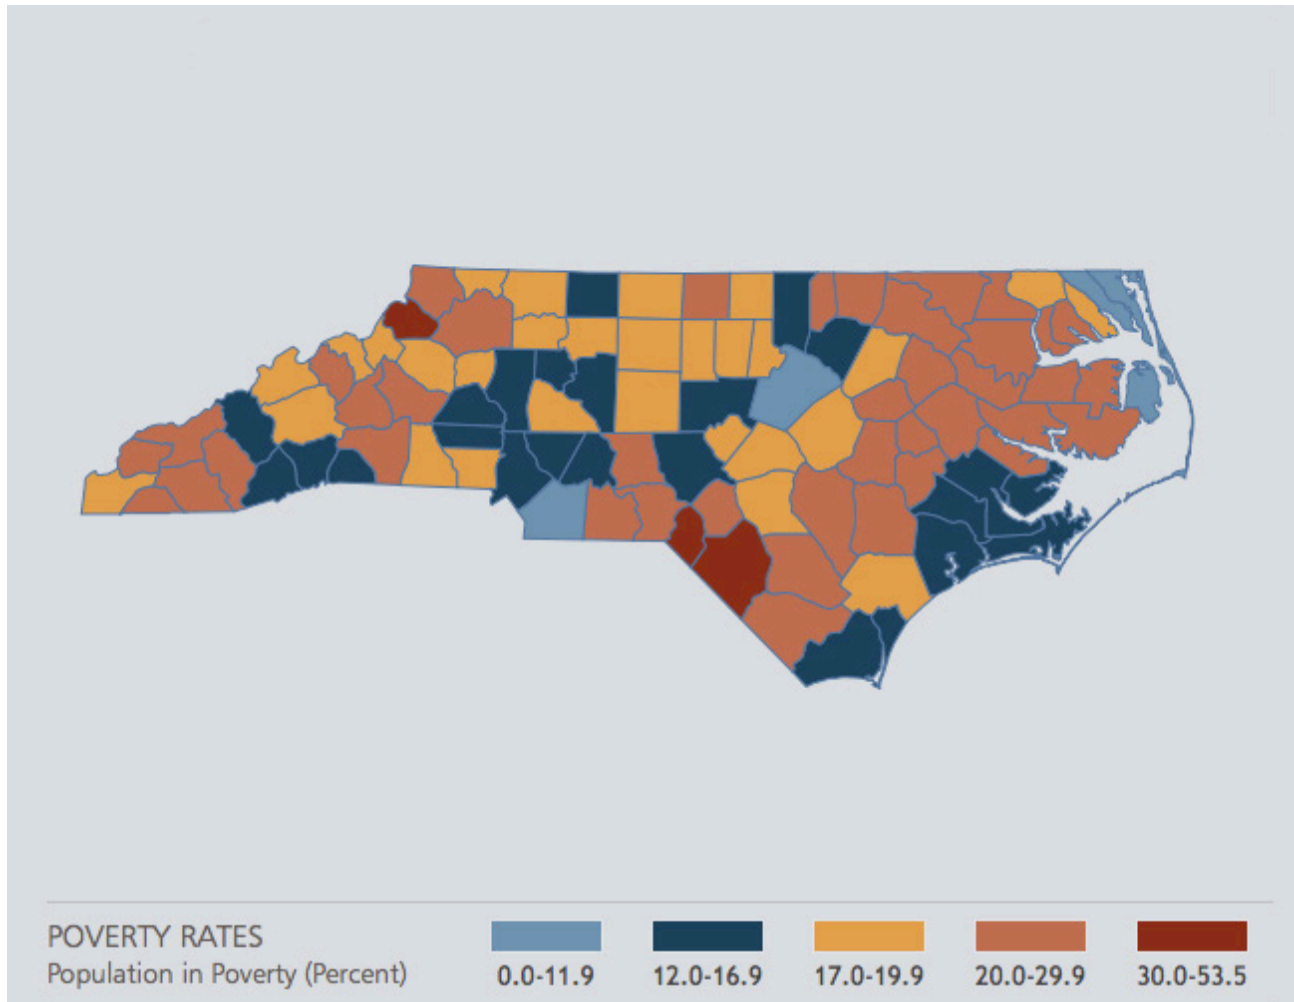 POVERTY RATES
Population in Poverty (Percent)
0.0-11.9
12.0-16.9
17.0-19.9
20.0-29.9
30.0-53.5